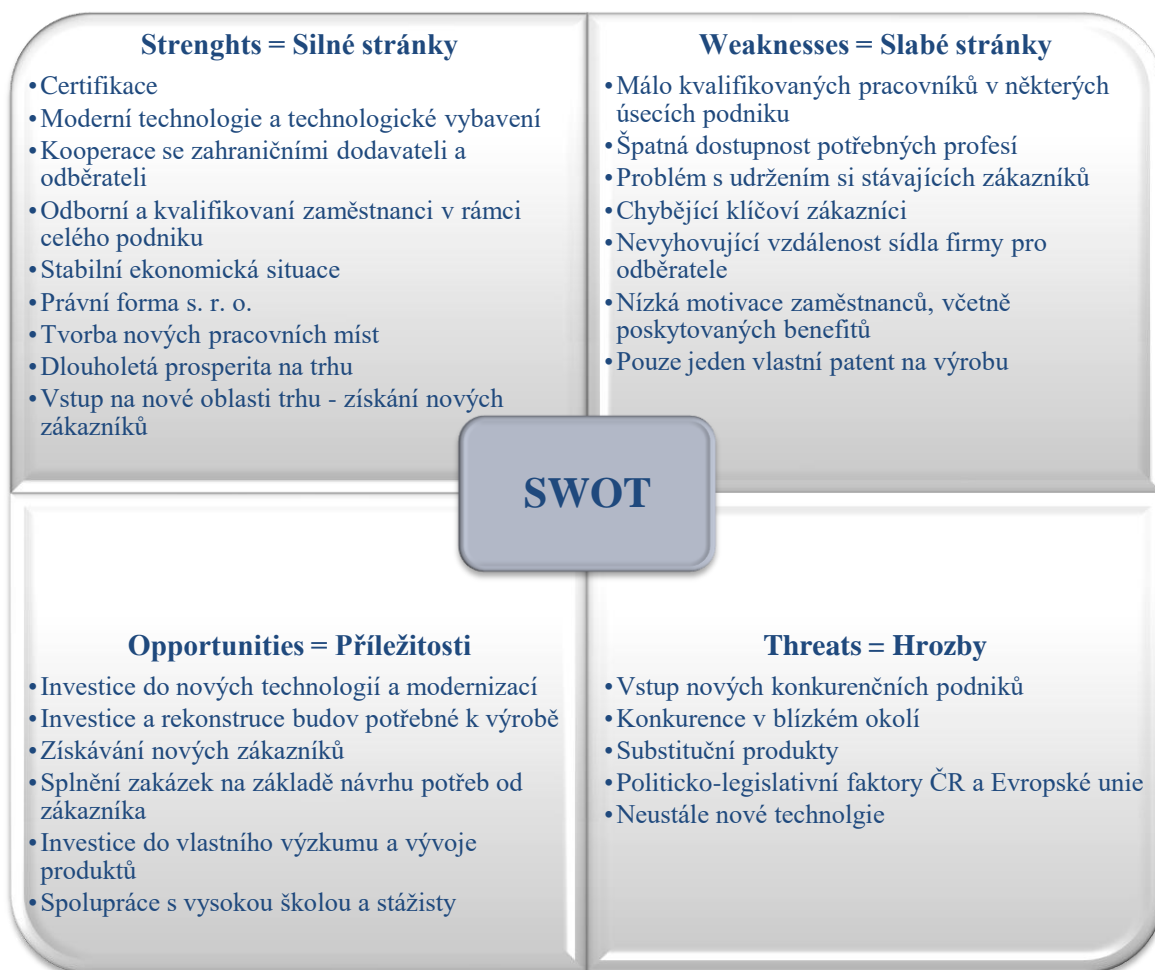 Strenghts = Silné stránky
•Certifikace
•Moderní technologie a technologické vybavení
•Kooperace se zahraničními dodavateli a
odběrateli
•Odborní a kvalifikovaní zaměstnanci v rámci
celého podniku
•Stabilní ekonomická situace
•Právní forma s. r. o.
•Tvorba nových pracovních míst
•Dlouholetá prosperita na trhu
•Vstup na nové oblasti trhu - získání nových
zákazníků
Weaknesses = Slabé stránky
•Málo kvalifikovaných pracovníků v některých
úsecích podniku
•Špatná dostupnost potřebných profesí
•Problém s udržením si stávajících zákazníků
•Chybějící klíčoví zákazníci
•Nevyhovující vzdálenost sídla firmy pro
odběratele
•Nízká motivace zaměstnanců, včetně
poskytovaných benefitů
•Pouze jeden vlastní patent na výrobu
SWOT
Opportunities = Příležitosti
•Investice do nových technologií a modernizací
•Investice a rekonstruce budov potřebné k výrobě
•Získávání nových zákazníků
•Splnění zakázek na základě návrhu potřeb od
zákazníka
•Investice do vlastního výzkumu a vývoje
produktů
•Spolupráce s vysokou školou a stážisty
Threats = Hrozby
•Vstup nových konkurenčních podniků
•Konkurence v blízkém okolí
•Substituční produkty
•Politicko-legislativní faktory ČR a Evropské unie
•Neustále nové technolgie